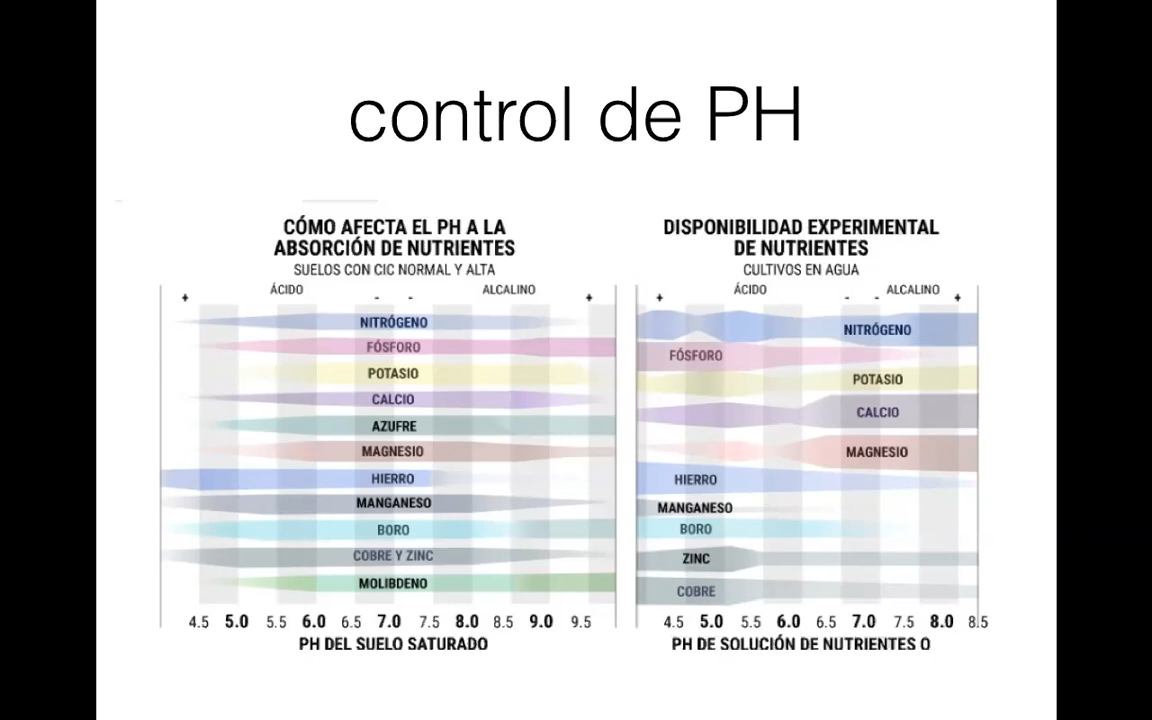 control de PH
CÓMO AFECTA EL PH A LA
ABSORCIÓN DE NUTRIENTES
SUELOS CON CIC NORMAL Y ALTA
ÁCIDO ALCALINO
+ - - +
NITRÓGENO
FÓSFORO
POTASIO
CALCIO
AZUFRE
MAGNESIO
HIERRO
MANGANESO
BORO
COBRE Y ZINC
MOLIBDENO
4.5 5.0 5.5 6.0 6.5 7.0 7.5 8.0 8.5 9.0 9.5
PH DEL SUELO SATURADO
DISPONIBILIDAD EXPERIMENTAL
DE NUTRIENTES
CULTIVOS EN AGUA
ÁCIDO ALCALINO
+ - - +
NITRÓGENO
FÓSFORO
POTASIO
CALCIO
MAGNESIO
HIERRO
MANGANESO
BORO
ZINC
COBRE
4.5 5.0 5.5 6.0 6.5 7.0 7.5 8.0 8.5
PH DE SOLUCIÓN DE NUTRIENTES O